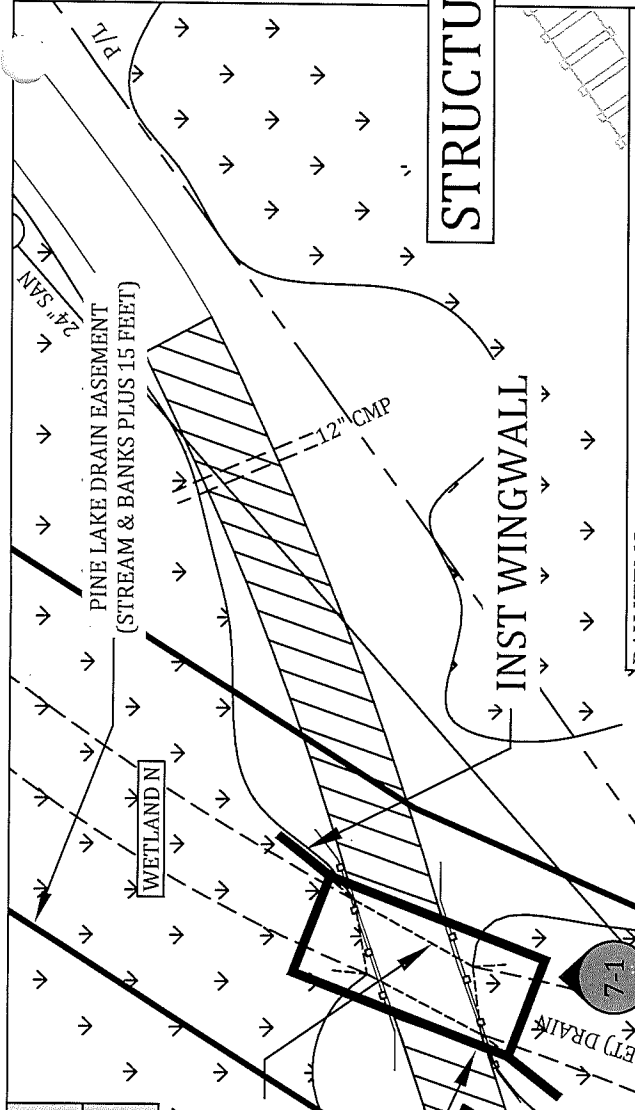 P/L
STRUCTU
24" SAN
PINE LAKE DRAIN EASEMENT
(STREAM & BANKS PLUS 15 FEET)
12" CMP
INST WINGWALL
WETLAND N
7-1
ET) DRAIN